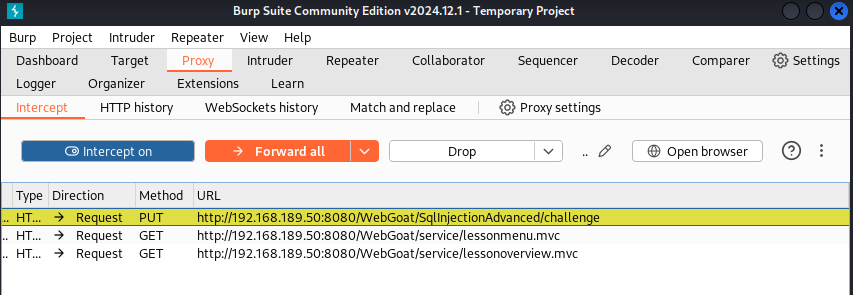 Burp Suite Community Edition v2024.12.1 - Temporary Project
Burp Project Intruder Repeater View Help
Dashboard Target Proxy Intruder Repeater Collaborator Sequencer Decoder Comparer Settings
Logger Organizer Extensions Learn
Intercept HTTP history WebSockets history Match and replace Proxy settings
Intercept on Forward all Drop .. Open browser
Type Direction Method URL
.. HT... Request PUT http://192.168.189.50:8080/WebGoat/SqlInjectionAdvanced/challenge
.. HT... Request GET http://192.168.189.50:8080/WebGoat/service/lessonmenu.mvc
.. HT... Request GET http://192.168.189.50:8080/WebGoat/service/lessonoverview.mvc